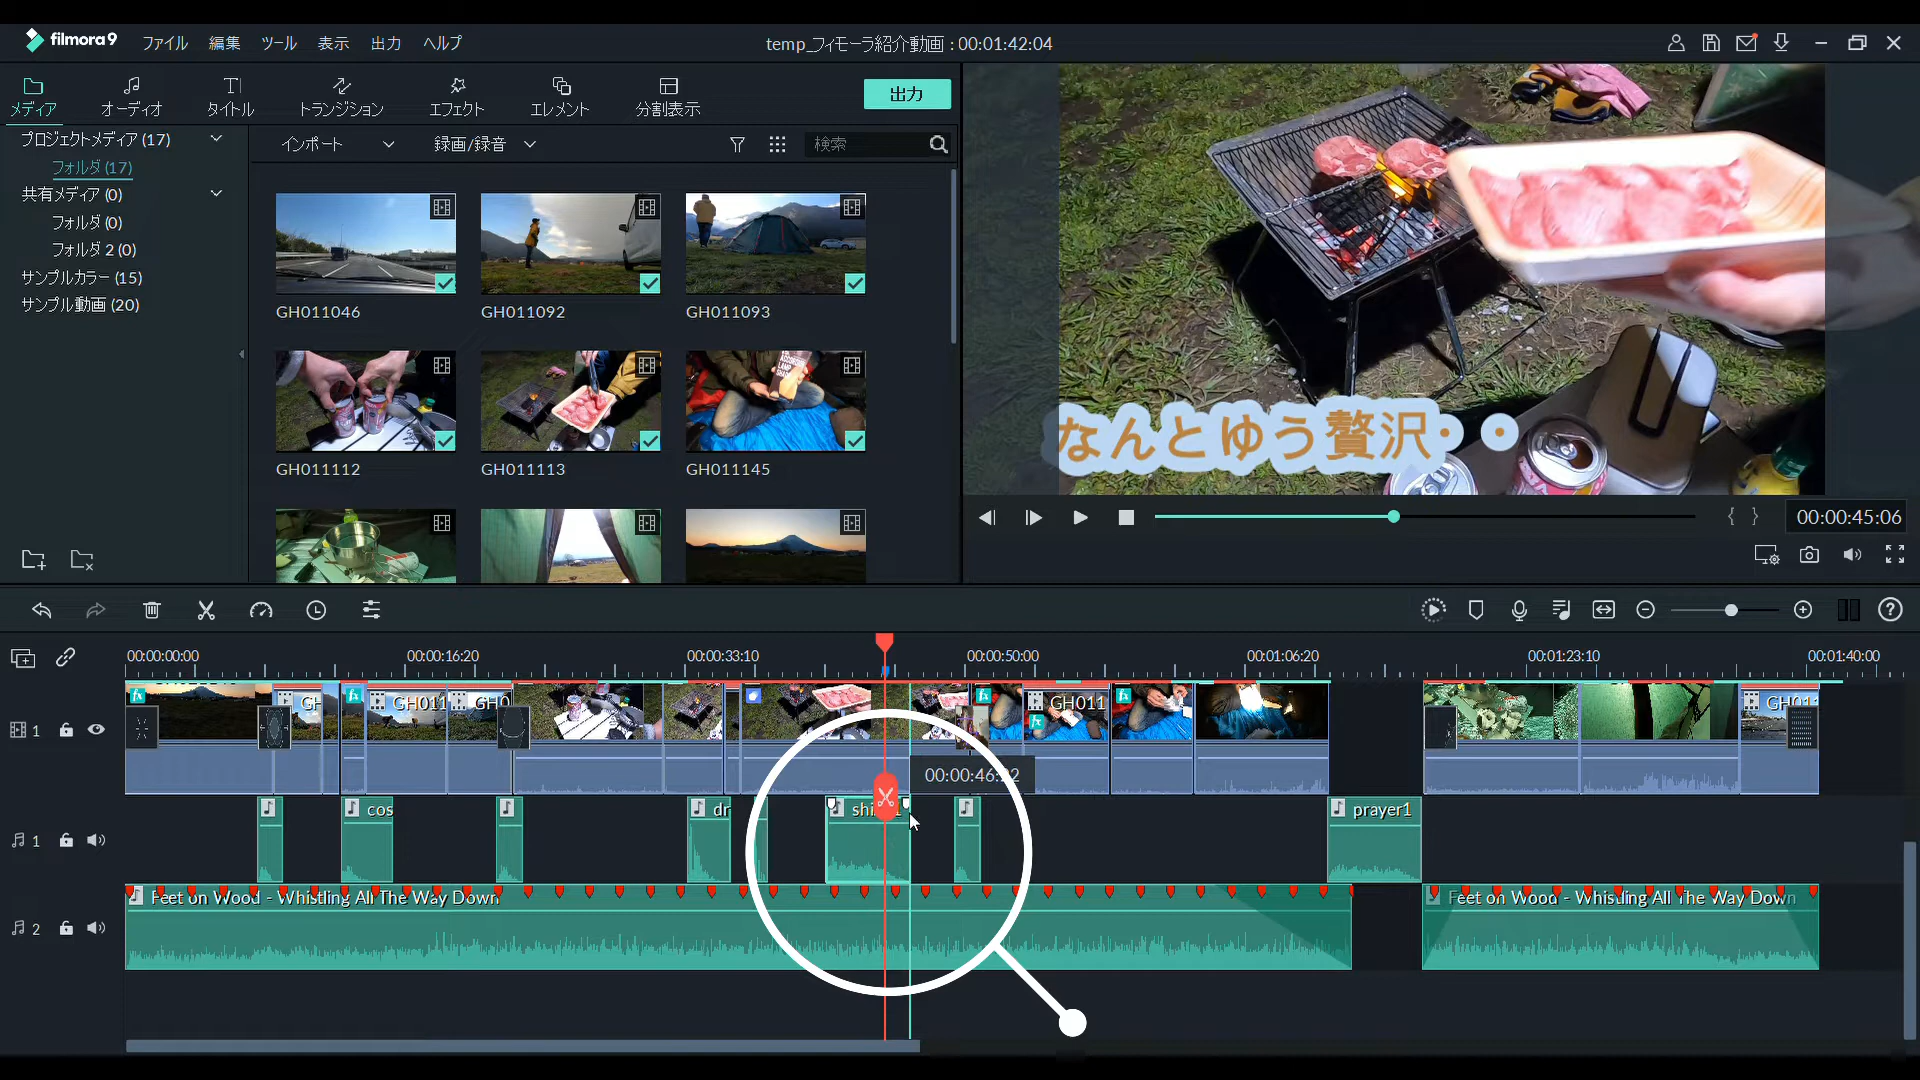 filmora9
ファイル 編集 ツール 表示 出力 ヘルプ
temp_フィモーラ紹介動画 : 00:01:42:04
メディア オーディオ タイトル トランジション エフェクト エレメント 分割表示
出力
プロジェクトメディア (17)
フォルダ (17)
共有メディア (0)
フォルダ (0)
フォルダ 2 (0)
サンプルカラー (15)
サンプル動画 (20)
インポート 録画/録音 検索
GH011046 GH011092 GH011093
GH011112 GH011113 GH011145
なんとゆう贅沢・・
{ } 00:00:45:06
00:00:00:00 00:00:16:20 00:00:33:10 00:00:50:00 00:01:06:20 00:01:23:10 00:01:40:00
1 GH GH011 GH0 GH011
00:00:46:22
1 cos dr shi prayer1
2 Feet on Wood - Whistling All The Way Down Feet on Wood - Whistling All The Way Down